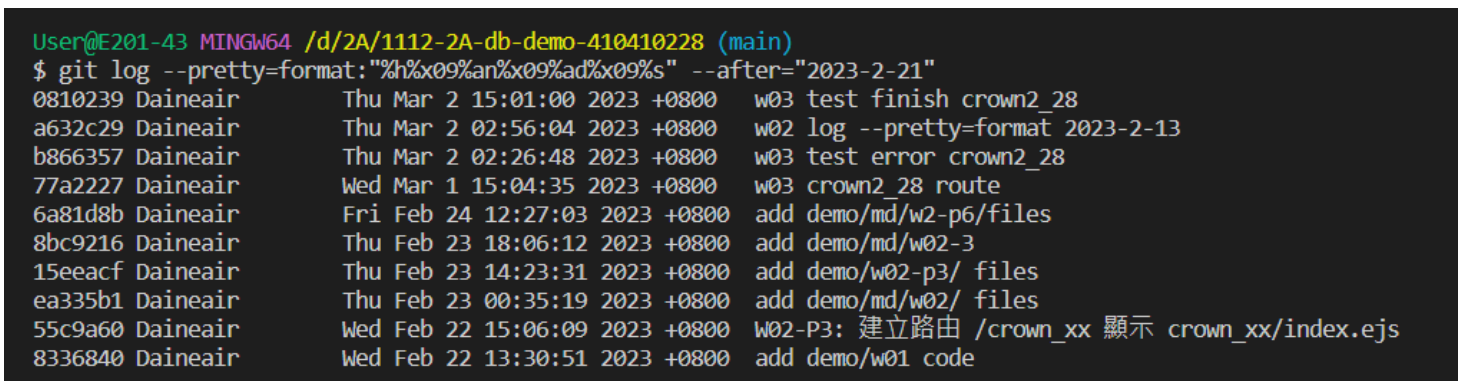 User@E201-43 MINGW64 /d/2A/1112-2A-db-demo-410410228 (main)
$ git log --pretty=format:"%h%x09%an%x09%ad%x09%s" --after="2023-2-21"
0810239 Daineair Thu Mar 2 15:01:00 2023 +0800 w03 test finish crown2_28
a632c29 Daineair Thu Mar 2 02:56:04 2023 +0800 w02 log --pretty=format 2023-2-13
b866357 Daineair Thu Mar 2 02:26:48 2023 +0800 w03 test error crown2_28
77a2227 Daineair Wed Mar 1 15:04:35 2023 +0800 w03 crown2_28 route
6a81d8b Daineair Fri Feb 24 12:27:03 2023 +0800 add demo/md/w2-p6/files
8bc9216 Daineair Thu Feb 23 18:06:12 2023 +0800 add demo/md/w02-3
15eeacf Daineair Thu Feb 23 14:23:31 2023 +0800 add demo/w02-p3/ files
ea335b1 Daineair Thu Feb 23 00:35:19 2023 +0800 add demo/md/w02/ files
55c9a60 Daineair Wed Feb 22 15:06:09 2023 +0800 W02-P3: 建立路由 /crown_xx 顯示 crown_xx/index.ejs
8336840 Daineair Wed Feb 22 13:30:51 2023 +0800 add demo/w01 code